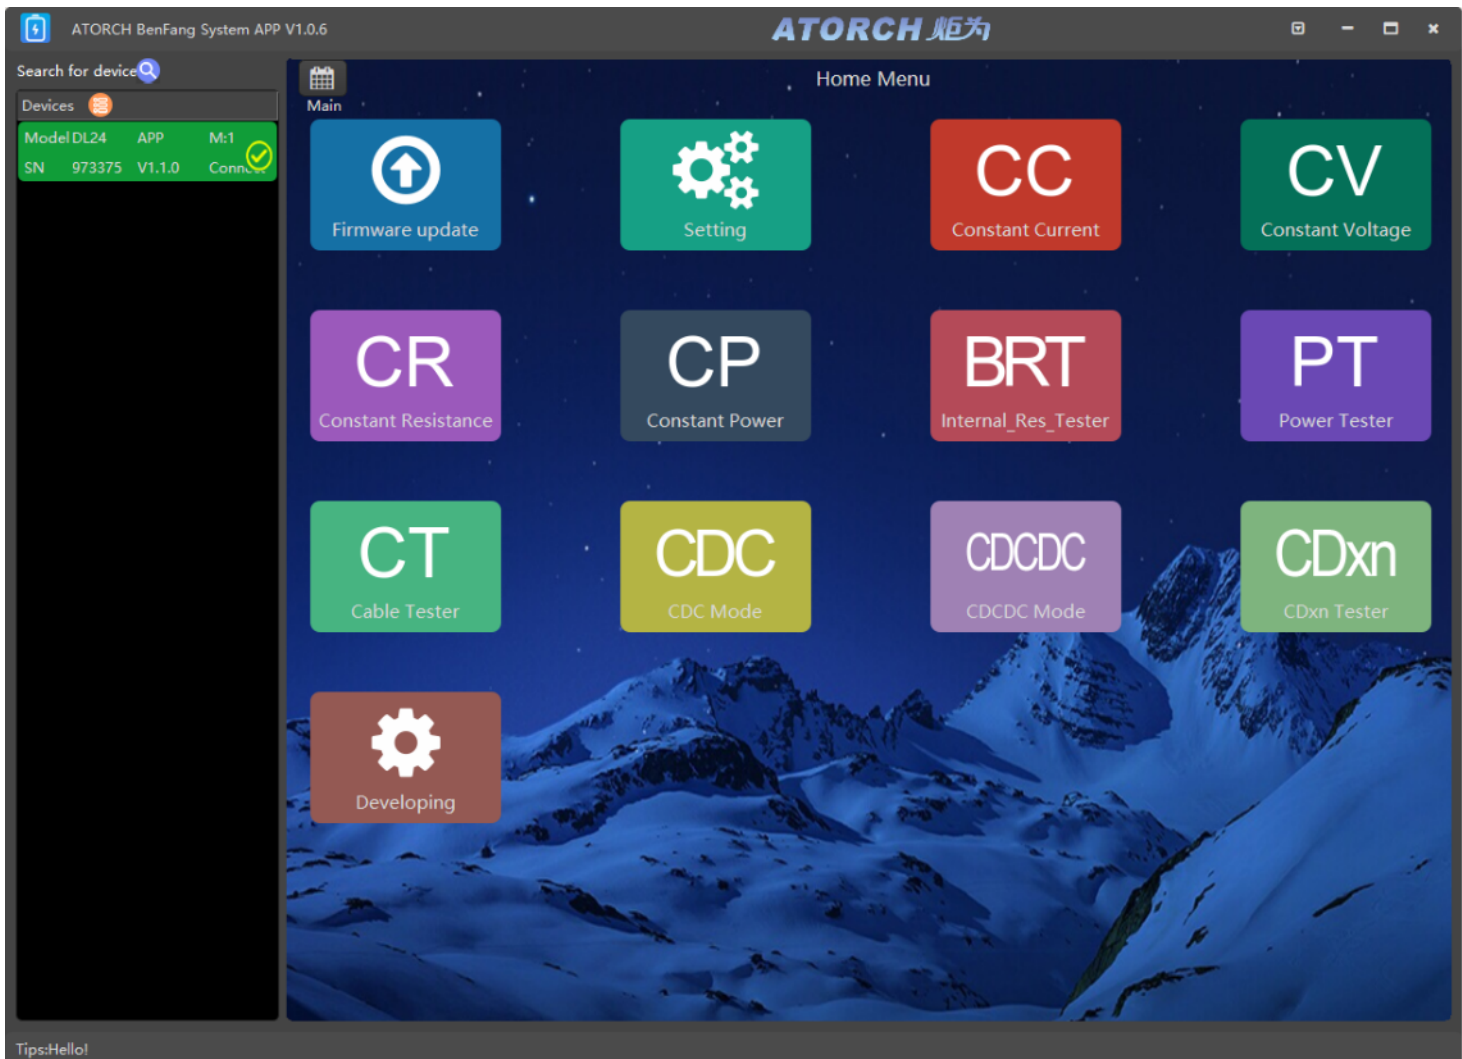 ATORCH BenFang System APP V1.0.6
ATORCH 炬为
Search for device
Devices
Model DL24 APP M:1
SN 973375 V1.1.0
Main
Home Menu
Firmware update
Setting
CC
Constant Current
CV
Constant Voltage
CR
Constant Resistance
CP
Constant Power
BRT
Internal_Res_Tester
PT
Power Tester
CT
Cable Tester
CDC
CDC Mode
CDCDC
CDCDC Mode
CDxn
CDxn Tester
Developing
Tips:Hello!